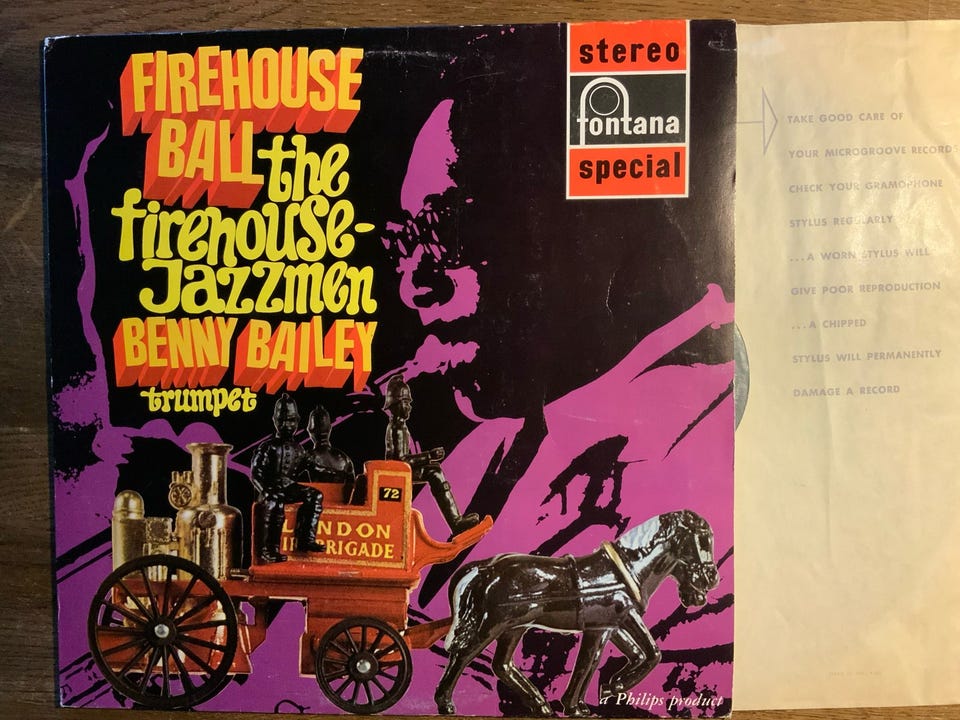 FIREHOUSE
BALL the
firehouse-
Jazzmen
BENNY BAILEY
trumpet
stereo
fontana
special
72
LONDON
FIRE BRIGADE
a Philips product
TAKE GOOD CARE OF
YOUR MICROGROOVE RECORDS
CHECK YOUR GRAMOPHONE
STYLUS REGULARLY
...A WORN STYLUS WILL
GIVE POOR REPRODUCTION
...A CHIPPED
STYLUS WILL PERMANENTLY
DAMAGE A RECORD